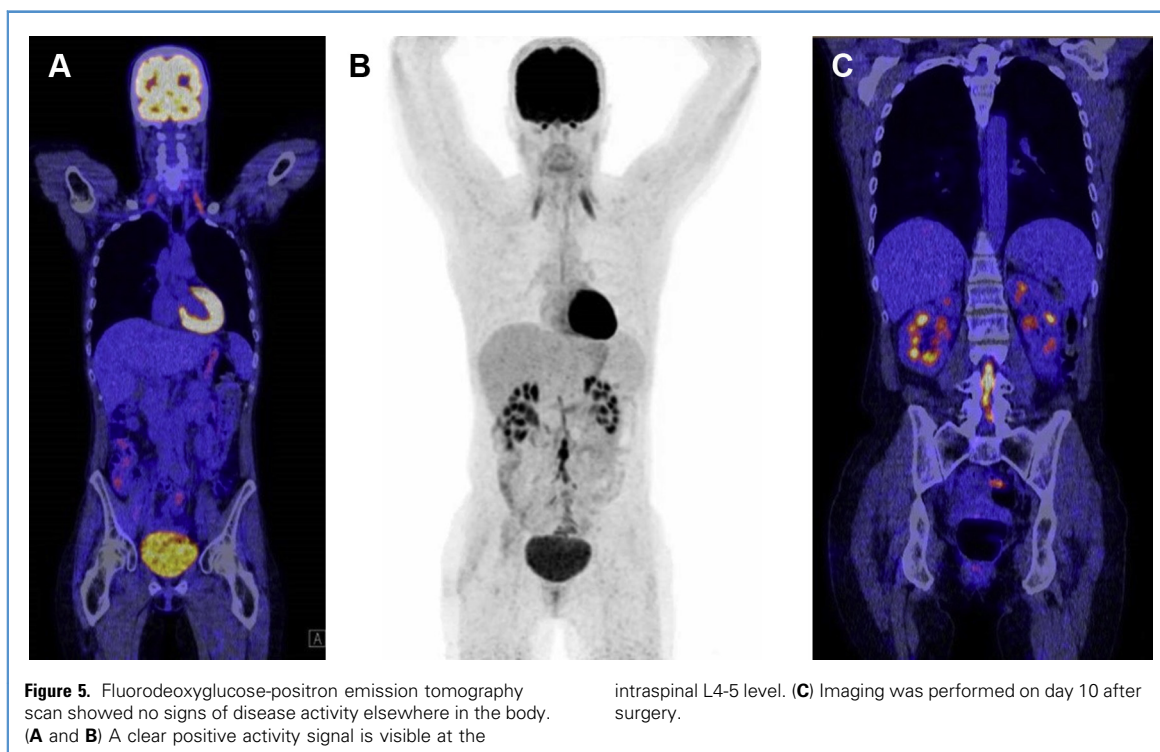 A
B
C
A
Figure 5. Fluorodeoxyglucose-positron emission tomography
scan showed no signs of disease activity elsewhere in the body.
(A and B) A clear positive activity signal is visible at the
intraspinal L4-5 level. (C) Imaging was performed on day 10 after
surgery.